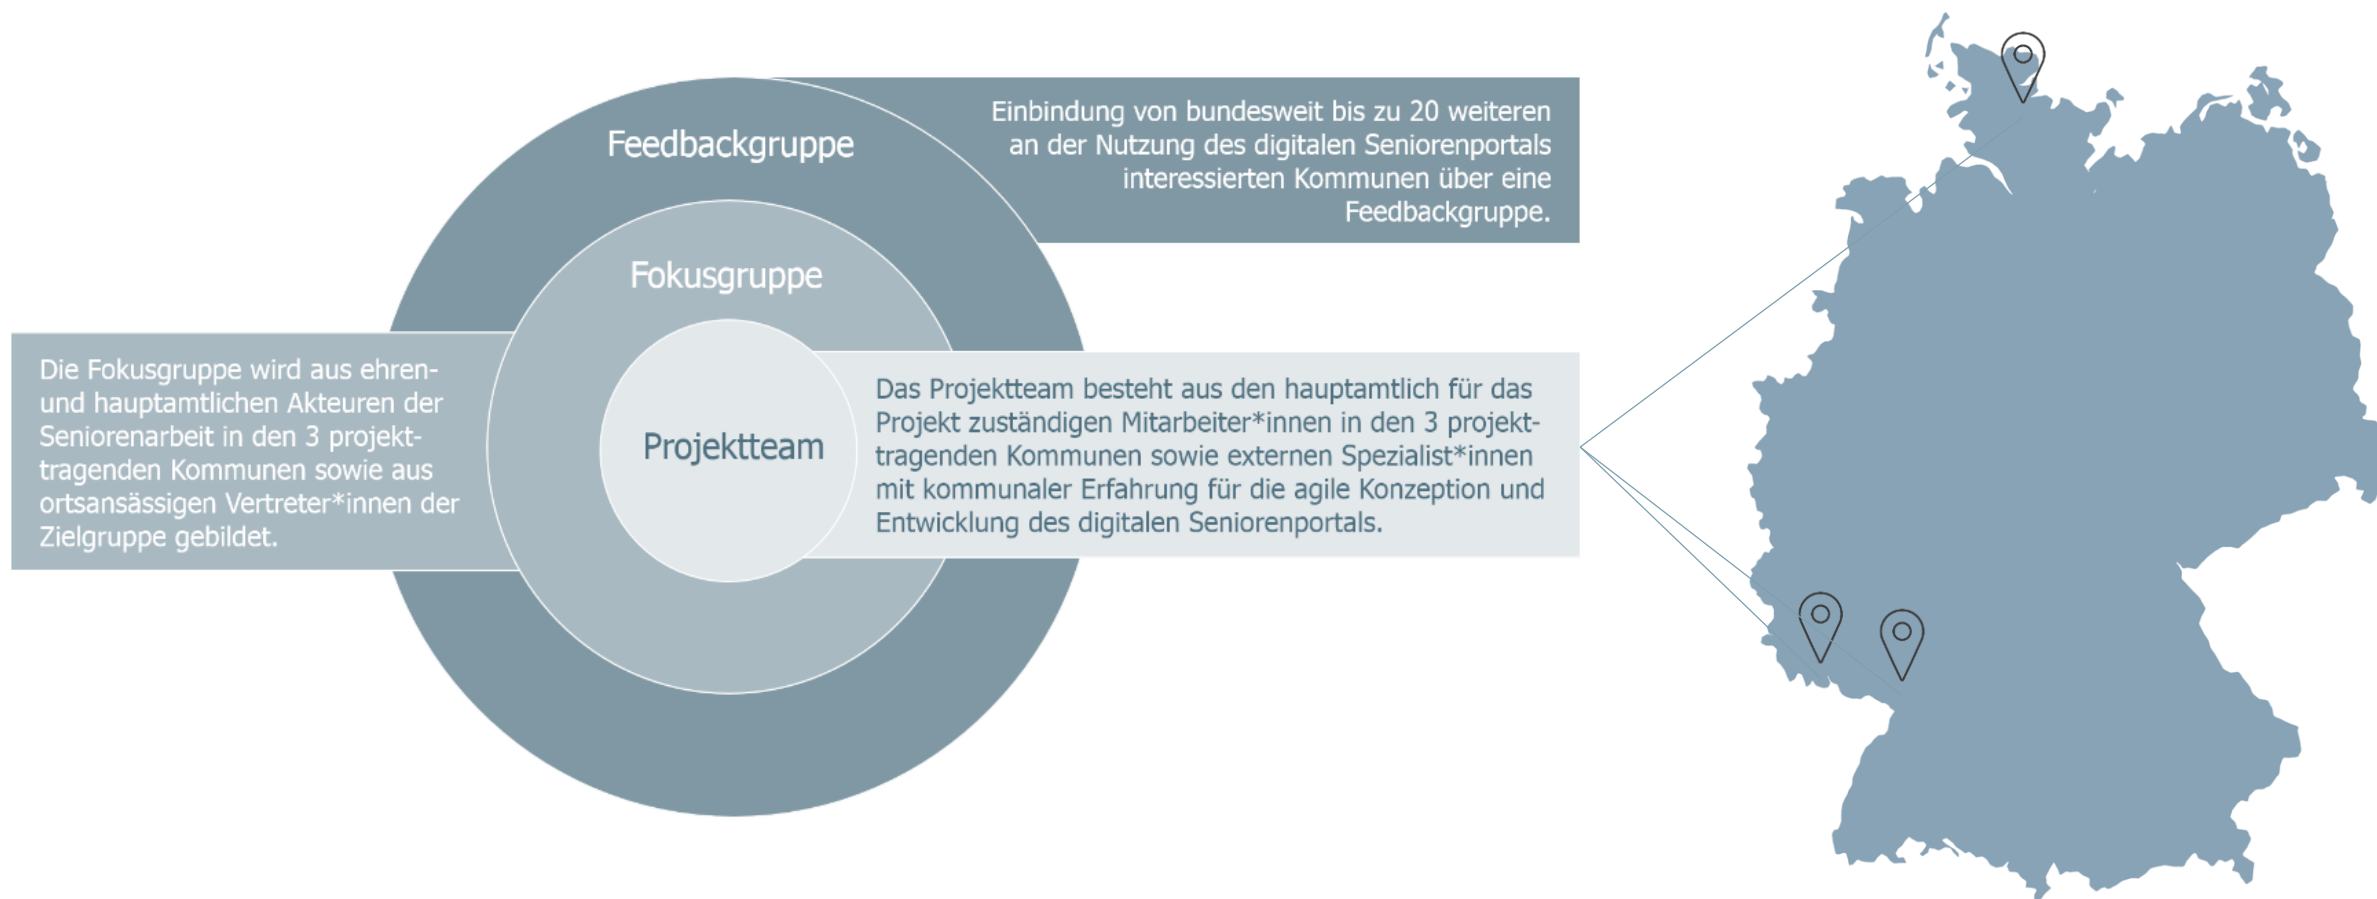 Feedbackgruppe
Einbindung von bundesweit bis zu 20 weiteren
an der Nutzung des digitalen Seniorenportals
interessierten Kommunen über eine
Feedbackgruppe.
Fokusgruppe
Die Fokusgruppe wird aus ehren-
und hauptamtlichen Akteuren der
Seniorenarbeit in den 3 projekt-
tragenden Kommunen sowie aus
ortsansässigen Vertreter*innen der
Zielgruppe gebildet.
Projektteam
Das Projektteam besteht aus den hauptamtlich für das
Projekt zuständigen Mitarbeiter*innen in den 3 projekt-
tragenden Kommunen sowie externen Spezialist*innen
mit kommunaler Erfahrung für die agile Konzeption und
Entwicklung des digitalen Seniorenportals.